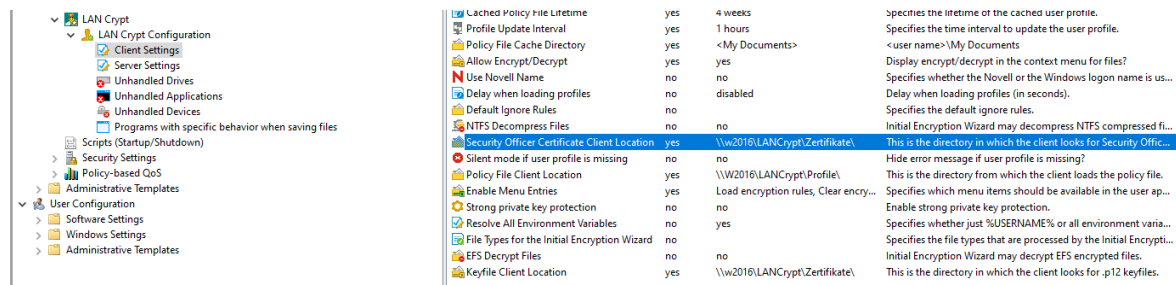 LAN Crypt
LAN Crypt Configuration
Client Settings
Server Settings
Unhandled Drives
Unhandled Applications
Unhandled Devices
Programs with specific behavior when saving files
Scripts (Startup/Shutdown)
Security Settings
Policy-based QoS
Administrative Templates
User Configuration
Software Settings
Windows Settings
Administrative Templates
Cached Policy File Lifetime yes 4 weeks Specifies the lifetime of the cached user profile.
Profile Update Interval yes 1 hours Specifies the time interval to update the user profile.
Policy File Cache Directory yes <My Documents> <user name>\My Documents
Allow Encrypt/Decrypt yes yes Display encrypt/decrypt in the context menu for files?
Use Novell Name no no Specifies whether the Novell or the Windows logon name is us...
Delay when loading profiles no disabled Delay when loading profiles (in seconds).
Default Ignore Rules no Specifies the default ignore rules.
NTFS Decompress Files no no Initial Encryption Wizard may decompress NTFS compressed fi...
Security Officer Certificate Client Location yes \\w2016\LANCrypt\Zertifikate\ This is the directory in which the client looks for Security Offic...
Silent mode if user profile is missing no no Hide error message if user profile is missing?
Policy File Client Location yes \\W2016\LANCrypt\Profile\ This is the directory from which the client loads the policy file.
Enable Menu Entries yes Load encryption rules, Clear encry... Specifies which menu items should be available in the user ap...
Strong private key protection no no Enable strong private key protection.
Resolve All Environment Variables no yes Specifies whether just %USERNAME% or all environment varia...
File Types for the Initial Encryption Wizard no Specifies the file types that are processed by the Initial Encrypti...
EFS Decrypt Files no no Initial Encryption Wizard may decrypt EFS encrypted files.
Keyfile Client Location yes \\w2016\LANCrypt\Zertifikate\ This is the directory in which the client looks for .p12 keyfiles.